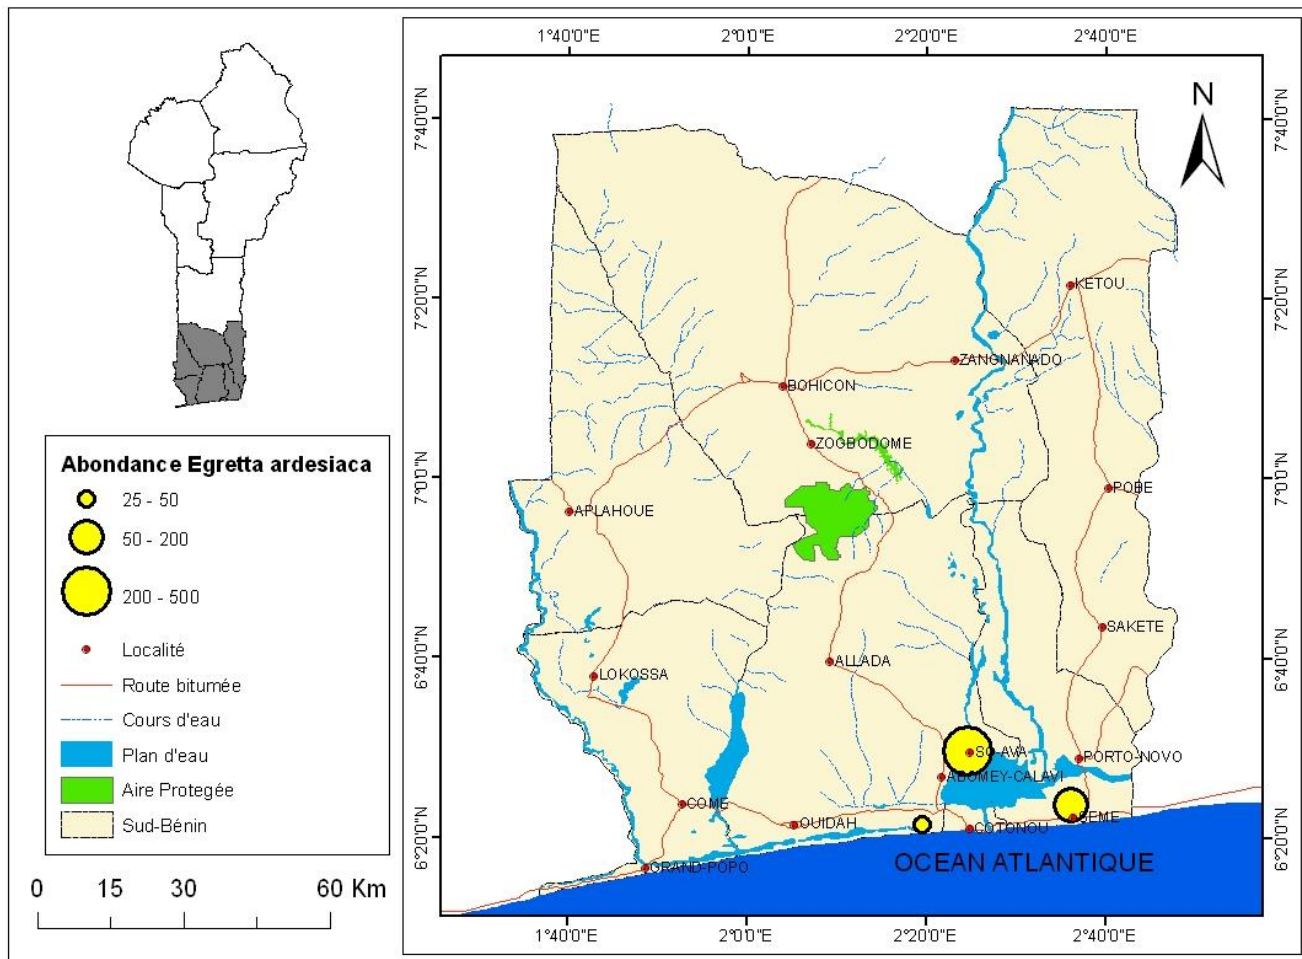 Abondance Egretta ardesiaca
25 - 50
50 - 200
200 - 500
Localité
Route bitumée
Cours d'eau
Plan d'eau
Aire Protegée
Sud-Bénin
0 15 30 60 Km
1°40'0"E 2°0'0"E 2°20'0"E 2°40'0"E
N
7°40'0"N 7°40'0"N
7°20'0"N 7°20'0"N
KETOU
ZANGNANADO
BOHICON
ZOGBODOME
7°0'0"N 7°0'0"N
POBE
APLAHOUE
SAKETE
6°40'0"N 6°40'0"N
ALLADA
LOKOSSA
SO-AVA
PORTO-NOVO
ABOMEY-CALAVI
COME
SEME
OUIDAH
COTONOU
6°20'0"N 6°20'0"N
OCEAN ATLANTIQUE
GRAND-POPO
1°40'0"E 2°0'0"E 2°20'0"E 2°40'0"E